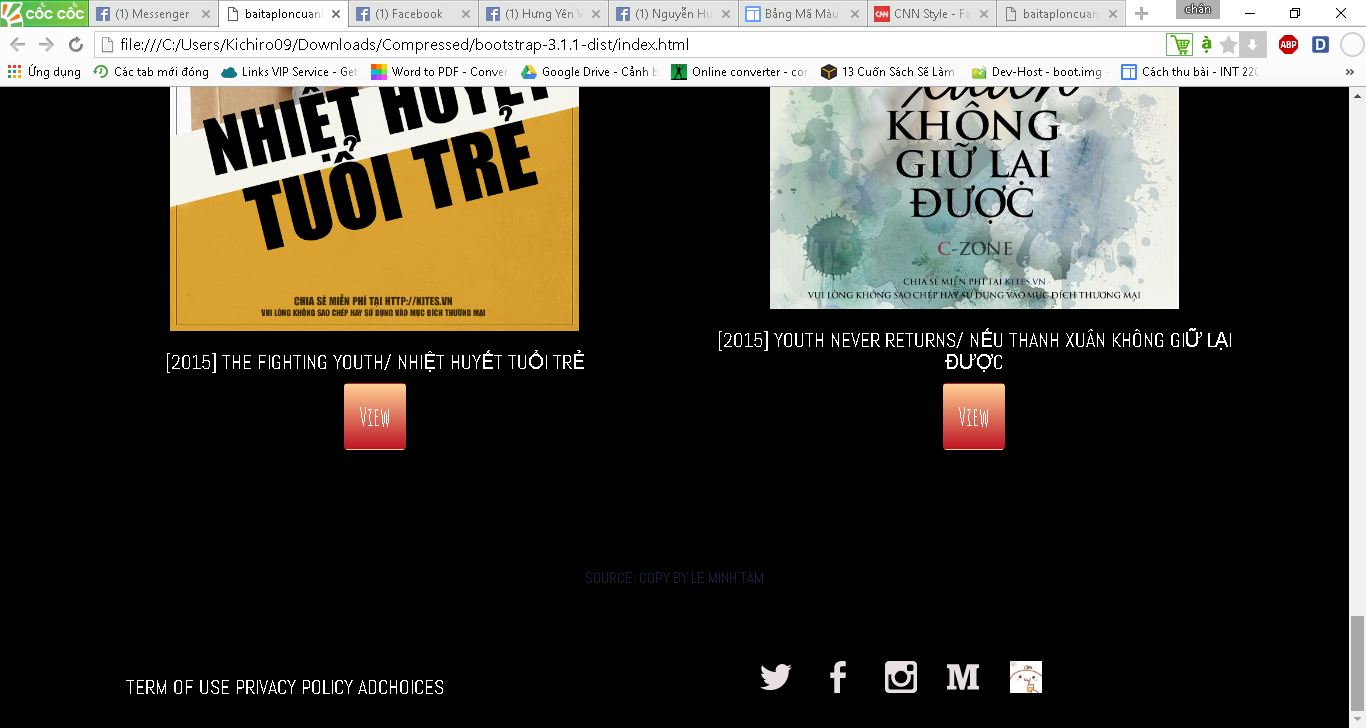 cốc cốc
(1) Messenger
baitaploncuanl
(1) Facebook
(1) Hưng Yên V
(1) Nguyễn H
Bảng Mã Màu
CNN Style - Fa
baitaploncuan
chán
file:///C:/Users/Kichiro09/Downloads/Compressed/bootstrap-3.1.1-dist/index.html
à
ABP
D
Ứng dụng
Các tab mới đóng
Links VIP Service - Get
Word to PDF - Conver
Google Drive - Cảnh b
Online converter - con
13 Cuốn Sách Sẽ Làm
Dev-Host - boot.img -
Cách thu bài - INT 220
»
NHIỆT HUYẾT
TUỔI TRẺ
CHIA SẺ MIỄN PHÍ TẠI HTTP://KITES.VN
VUI LÒNG KHÔNG SAO CHÉP HAY SỬ DỤNG VÀO MỤC ĐÍCH THƯƠNG MẠI
xuân
KHÔNG
GIỮ LẠI
ĐƯỢC
C-ZONE
CHIA SẺ MIỄN PHÍ TẠI KITES.VN
VUI LÒNG KHÔNG SAO CHÉP HAY SỬ DỤNG VÀO MỤC ĐÍCH THƯƠNG MẠI
[2015] THE FIGHTING YOUTH/ NHIỆT HUYẾT TUỔI TRẺ
View
[2015] YOUTH NEVER RETURNS/ NẾU THANH XUÂN KHÔNG GIỮ LẠI
ĐƯỢC
View
SOURCE: COPY BY LE MINH TAM
TERM OF USE PRIVACY POLICY ADCHOICES
M